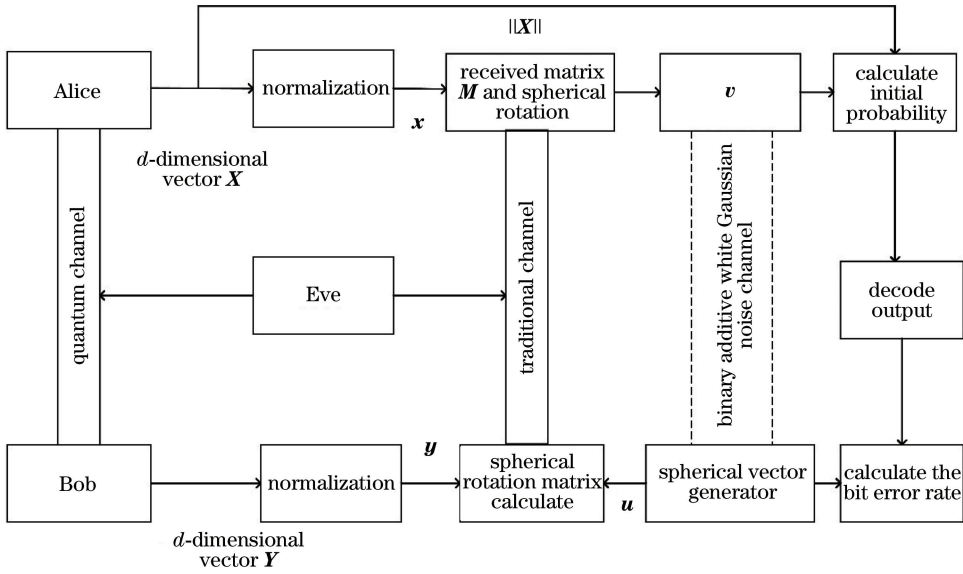 ||X||
Alice
normalization
received matrix
M and spherical
rotation
v
calculate
initial
probability
x
d-dimensional
vector X
quantum channel
Eve
traditional channel
binary additive white Gaussian
noise channel
decode
output
y
Bob
normalization
spherical
rotation matrix
calculate
u
spherical vector
generator
calculate the
bit error rate
d-dimensional
vector Y